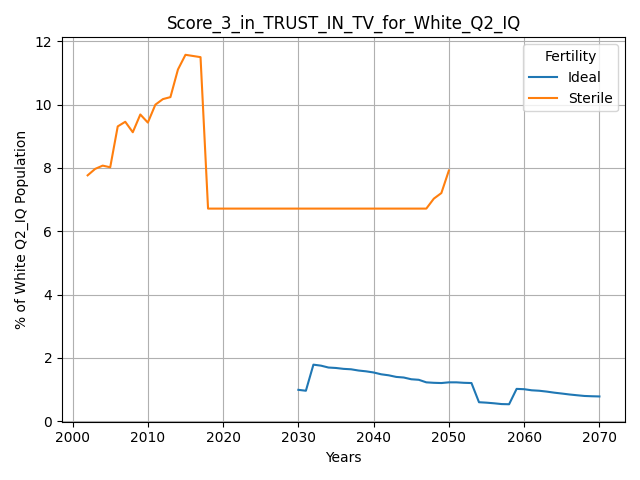 Score_3_in_TRUST_IN_TV_for_White_Q2_IQ
Fertility
Ideal
Sterile
% of White Q2_IQ Population
12
10
8
6
4
2
0
2000 2010 2020 2030 2040 2050 2060 2070
Years